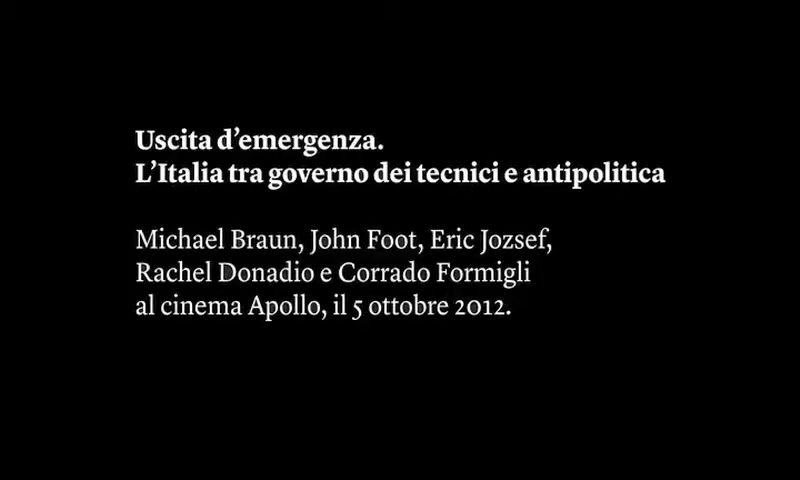 Uscita d’emergenza.
L’Italia tra governo dei tecnici e antipolitica
Michael Braun, John Foot, Eric Jozsef,
Rachel Donadio e Corrado Formigli
al cinema Apollo, il 5 ottobre 2012.